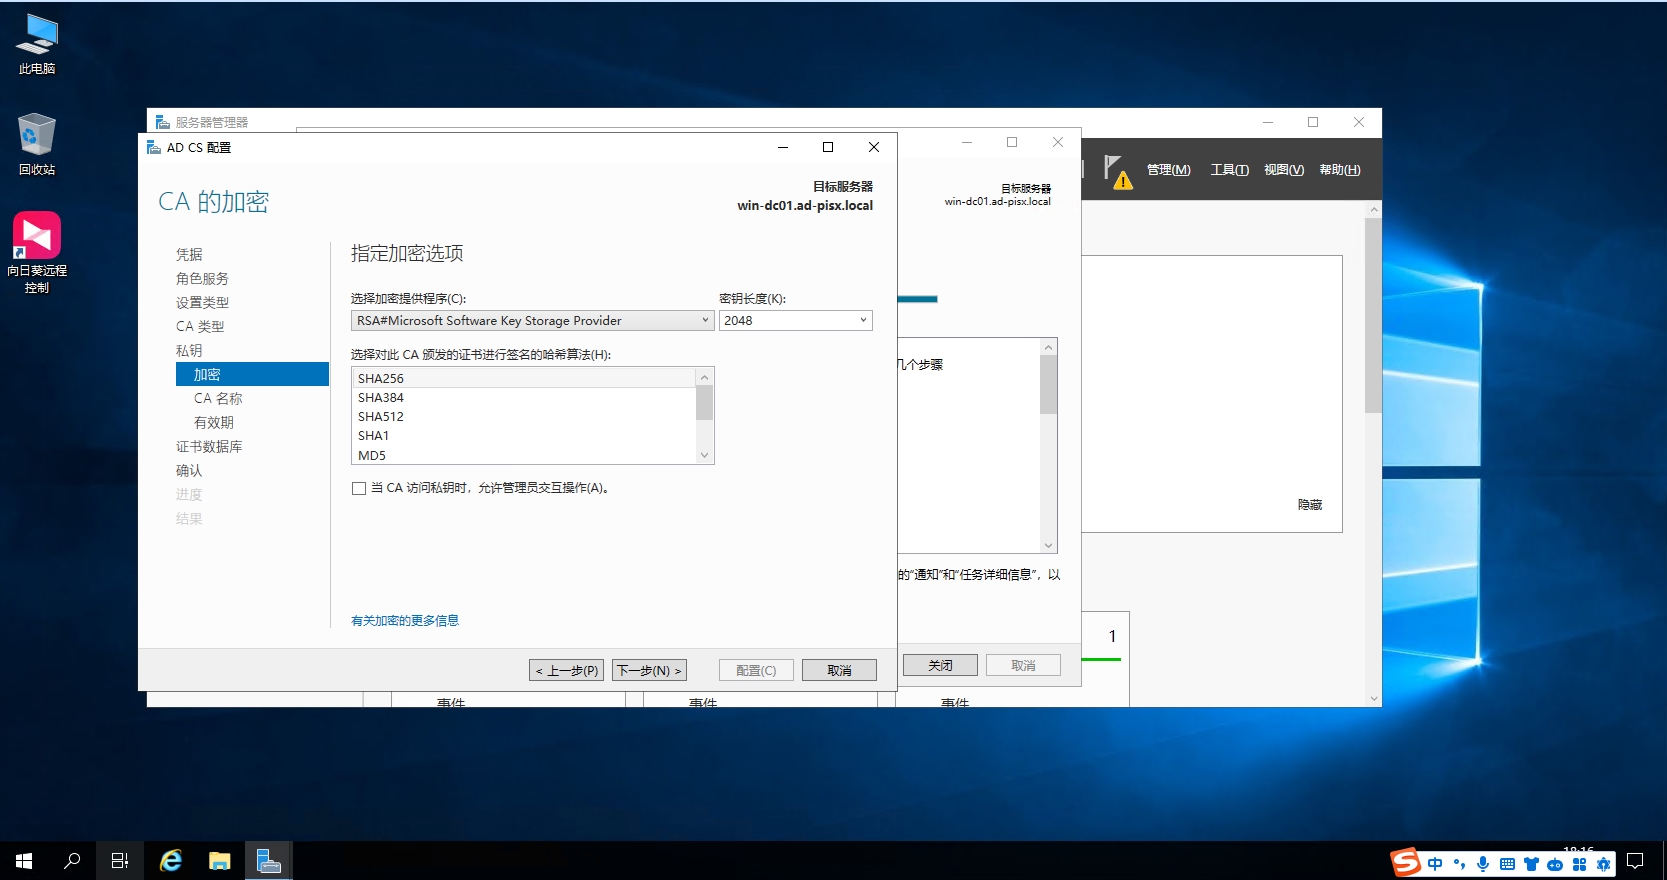 此电脑
回收站
向日葵远程
控制
服务器管理器
管理(M)
工具(T)
视图(V)
帮助(H)
目标服务器
win-dc01.ad-pisx.local
几个步骤
的"通知"和"任务详细信息"，以
关闭
取消
隐藏
1
事件
事件
事件
AD CS 配置
CA 的加密
目标服务器
win-dc01.ad-pisx.local
凭据
角色服务
设置类型
CA 类型
私钥
加密
CA 名称
有效期
证书数据库
确认
进度
结果
指定加密选项
选择加密提供程序(C):
密钥长度(K):
RSA#Microsoft Software Key Storage Provider
2048
选择对此 CA 颁发的证书进行签名的哈希算法(H):
SHA256
SHA384
SHA512
SHA1
MD5
当 CA 访问私钥时，允许管理员交互操作(A)。
有关加密的更多信息
< 上一步(P)
下一步(N) >
配置(C)
取消
中